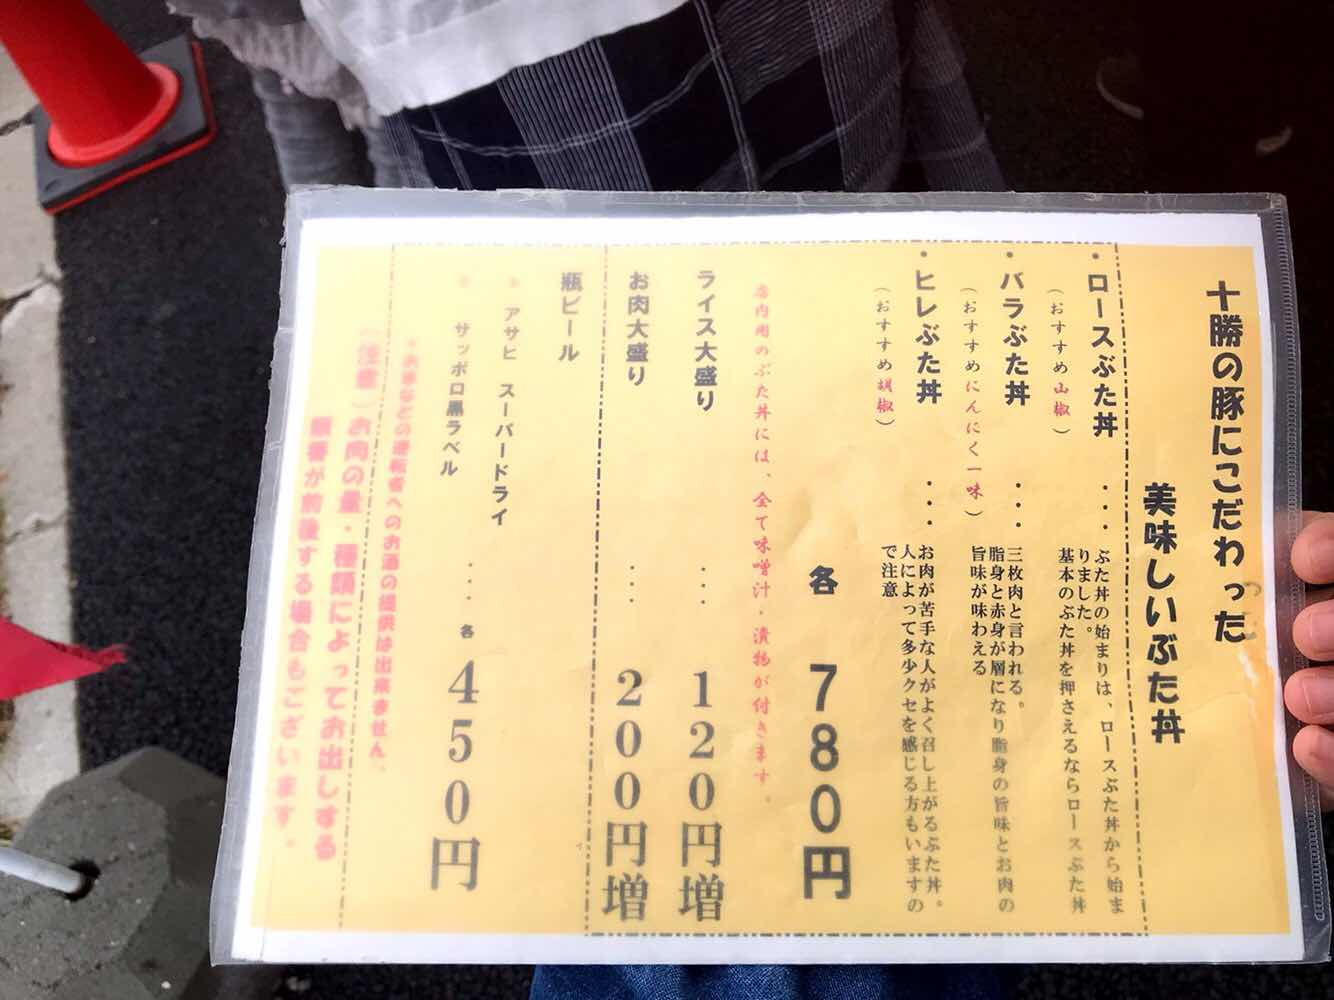 十勝の豚にこだわった
美味しいぶた丼
・ロースぶた丼 ・・・ ぶた丼の始まりは、ロースぶた丼から始ま
りました。
(おすすめ山椒) 基本のぶた丼を押さえるならロースぶた丼
・バラぶた丼 ・・・ 三枚肉と言われる。
脂身と赤身が層になり脂身の旨味とお肉の
(おすすめにんにく一味) 旨味が味わえる
・ヒレぶた丼 ・・・ お肉が苦手な人がよく召し上がるぶた丼。
人によって多少クセを感じる方もいますの
(おすすめ胡椒) で注意
各 780円
店内用のぶた丼には、全て味噌汁・漬物が付きます。
ライス大盛り ・・・ 120円増
お肉大盛り ・・・ 200円増
瓶ビール
* アサヒ スーパードライ
* サッポロ黒ラベル ・・・ 各 450円
*お車などの運転者へのお酒の提供は出来ません。
(注意)お肉の量・種類によってお出しする
順番が前後する場合もございます。